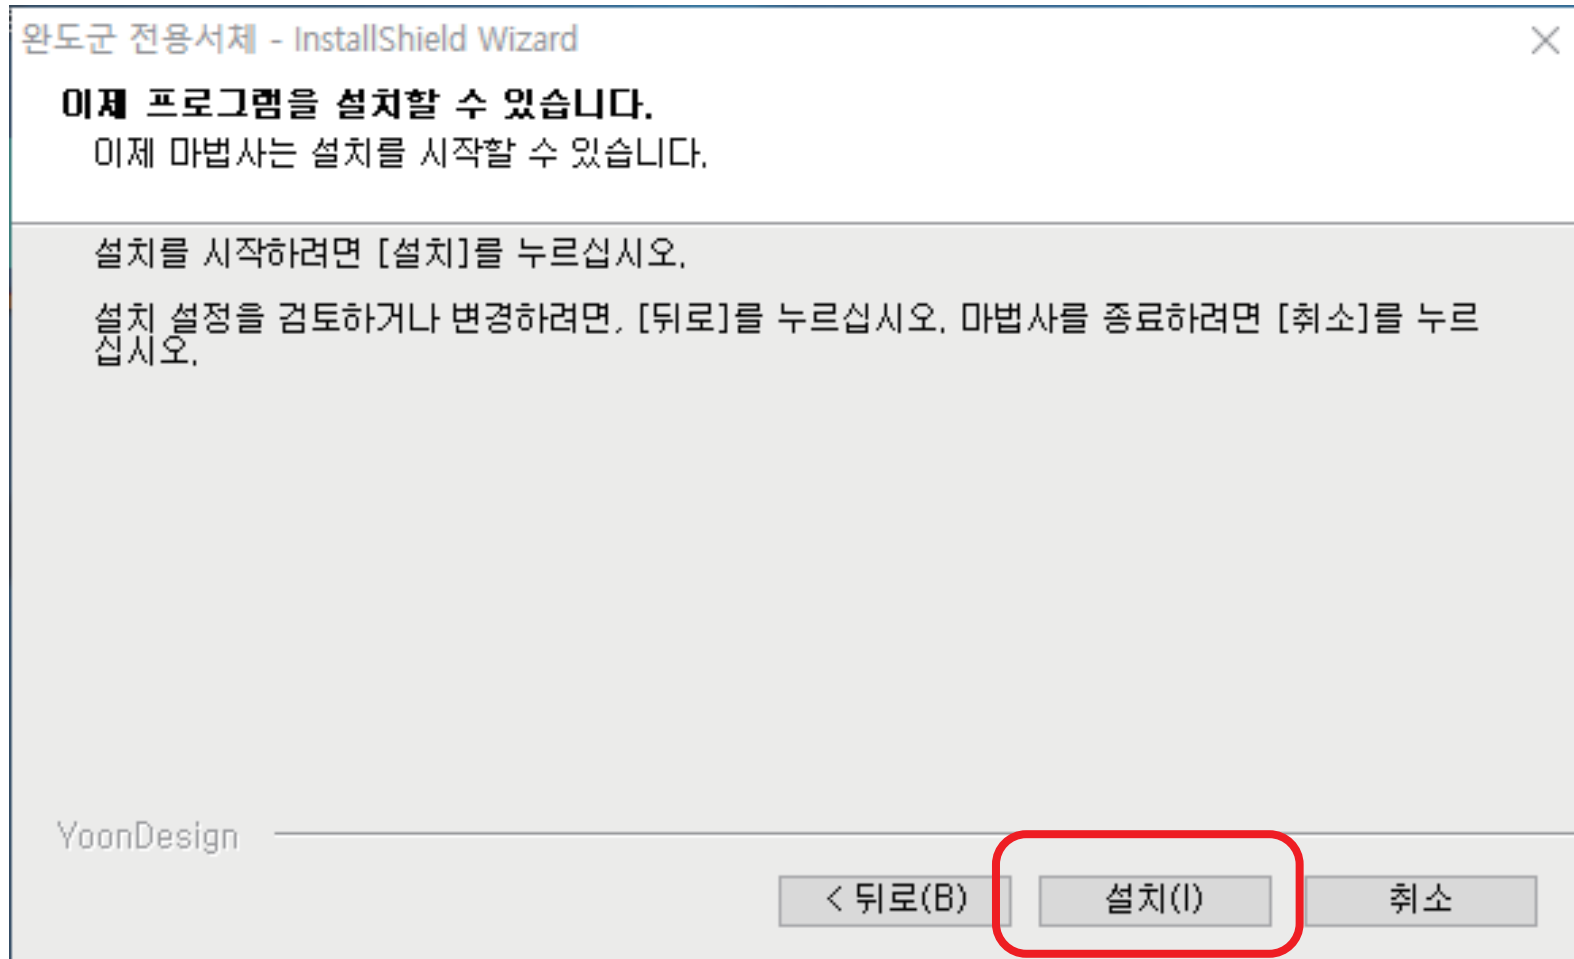 완도군 전용서체 - InstallShield Wizard
이제 프로그램을 설치할 수 있습니다.
이제 마법사는 설치를 시작할 수 있습니다.
설치를 시작하려면 [설치]를 누르십시오.
설치 설정을 검토하거나 변경하려면, [뒤로]를 누르십시오. 마법사를 종료하려면 [취소]를 누르
십시오.
YoonDesign
< 뒤로(B) 설치(I) 취소